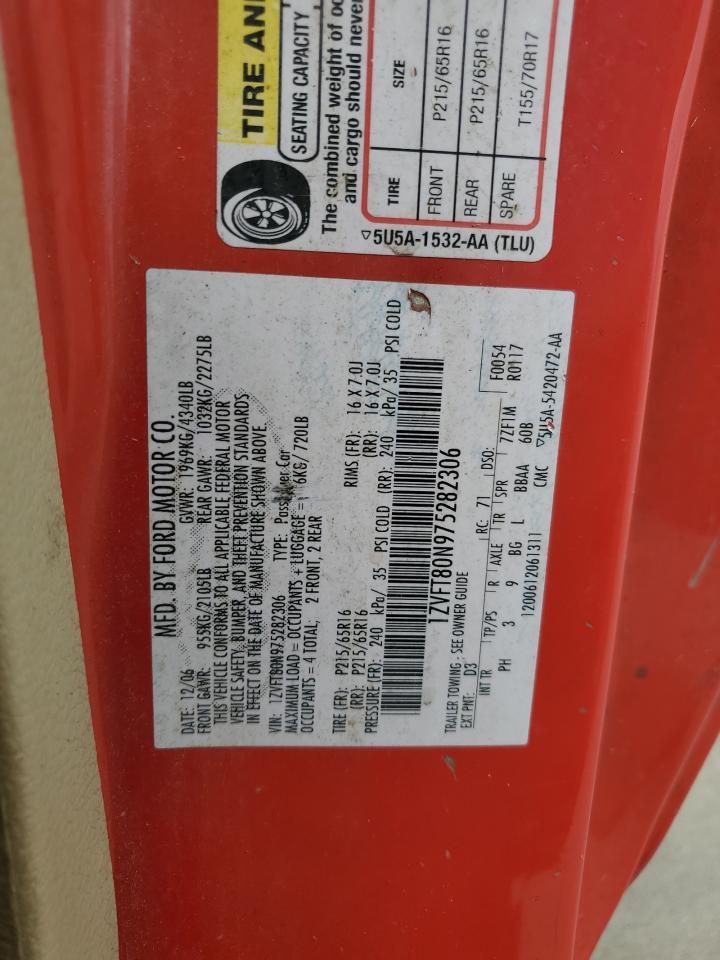 TIRE AN
SEATING CAPACITY
The combined weight of oc
and cargo should never
TIRE SIZE
FRONT P215/65R16
REAR P215/65R16
SPARE T155/70R17
5U5A-1532-AA (TLU)
MFD. BY FORD MOTOR CO.
DATE: 12/06 GVWR: 1969KG/4340LB
FRONT GAWR: 955KG/2105LB REAR GAWR: 1032KG/2275LB
THIS VEHICLE CONFORMS TO ALL APPLICABLE FEDERAL MOTOR
VEHICLE SAFETY, BUMPER, AND THEFT PREVENTION STANDARDS
IN EFFECT ON THE DATE OF MANUFACTURE SHOWN ABOVE.
VIN: 1ZVFT80N975282306 TYPE: Passenger Car
MAXIMUM LOAD = OCCUPANTS + LUGGAGE = 6KG/ 720LB
OCCUPANTS = 4 TOTAL; 2 FRONT, 2 REAR
TIRE (FR): P215/65R16 RIMS (FR): 16 X 7.0J
(RR): P215/65R16 (RR): 16 X 7.0J
PRESSURE (FR): 240 kPa/ 35 PSI COLD (RR): 240 kPa/ 35 PSI COLD
1ZVFT80N975282306
TRAILER TOWING - SEE OWNER GUIDE
EXT PNT: D3 RC: 71 DSO: F0054
INT TR TP/PS R AXLE TR SPR 7ZF1M R0117
PH 3 9 BG L BBAA 60B
1200612061311 CMC 5U5A-5420472-AA